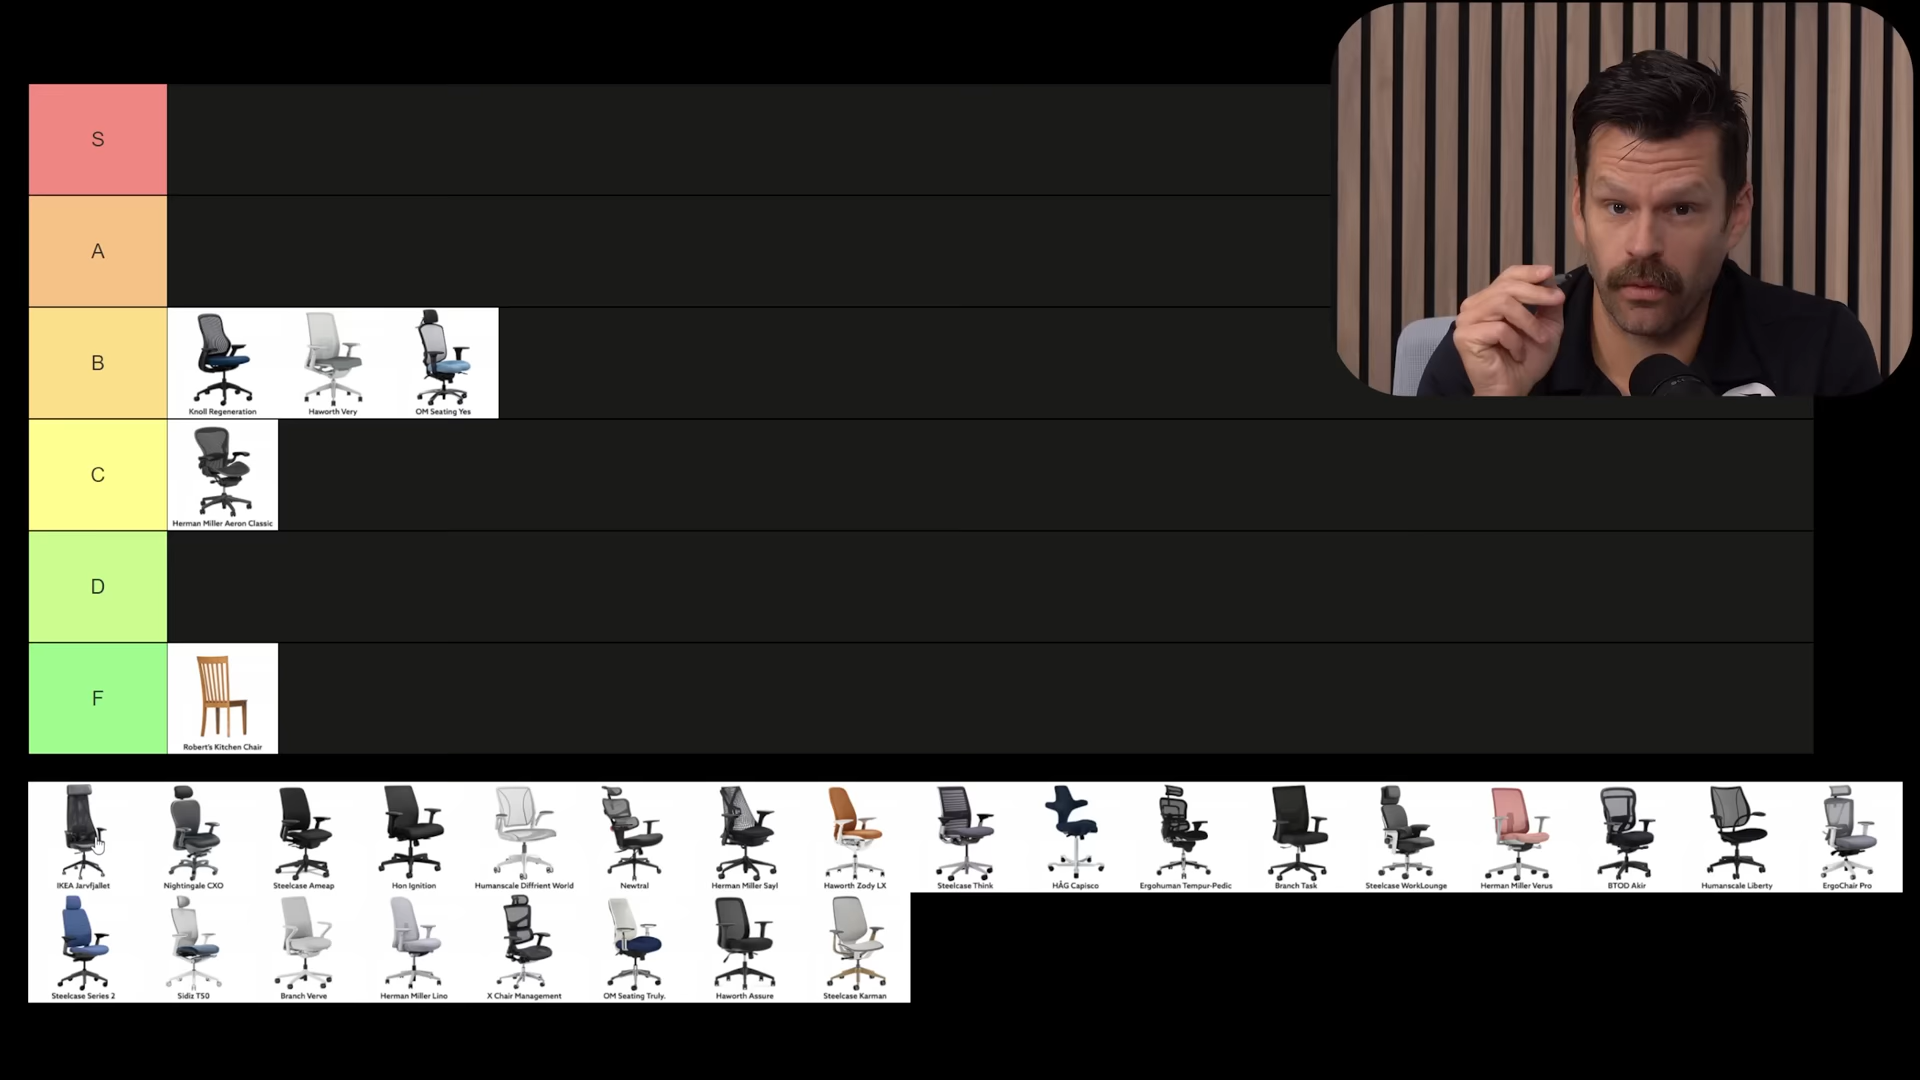 S
A
B
Knoll Regeneration
Haworth Very
OM Seating Yes
C
Herman Miller Aeron Classic
D
F
Robert's Kitchen Chair
IKEA Jarvfjallet
Nightingale CXO
Steelcase Ameap
Hon Ignition
Humanscale Diffrient World
Newtral
Herman Miller Sayl
Haworth Zody LX
Steelcase Think
HÅG Capisco
Ergohuman Tempur-Pedic
Branch Task
Steelcase WorkLounge
Herman Miller Verus
BTOD Akir
Humanscale Liberty
ErgoChair Pro
Steelcase Series 2
Sidiz T50
Branch Verve
Herman Miller Lino
X Chair Management
OM Seating Truly.
Haworth Assure
Steelcase Karman